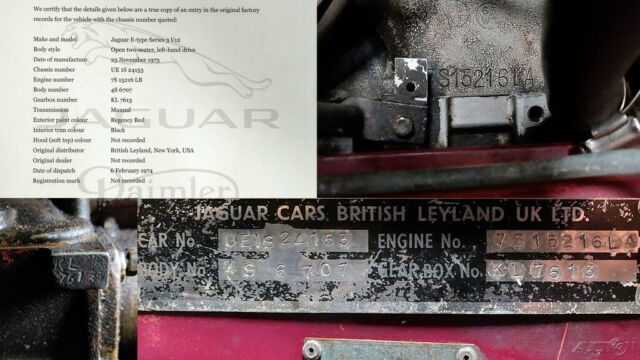 We certify that the details given below are a true copy of an entry in the original factory
records for the vehicle with the chassis number quoted:
Make and model Jaguar E-type Series 3 V12
Body style Open two-seater, left-hand drive
Date of manufacture 23 November 1973
Chassis number UE 1S 24153
Engine number 7S 15216 LB
Body number 4S 6707
Gearbox number KL 7613
Transmission Manual
Exterior paint colour Regency Red
Interior trim colour Black
Hood (soft top) colour Not recorded
Original distributor British Leyland, New York, USA
Original dealer Not recorded
Date of dispatch 6 February 1974
Registration mark Not recorded
JAGUAR
Daimler
S15216LA
KL
JAGUAR CARS BRITISH LEYLAND UK LTD.
CAR No. UE1S24153 ENGINE No. 7S15216LA
BODY No. 4S6707 GEAR BOX No. KL7613